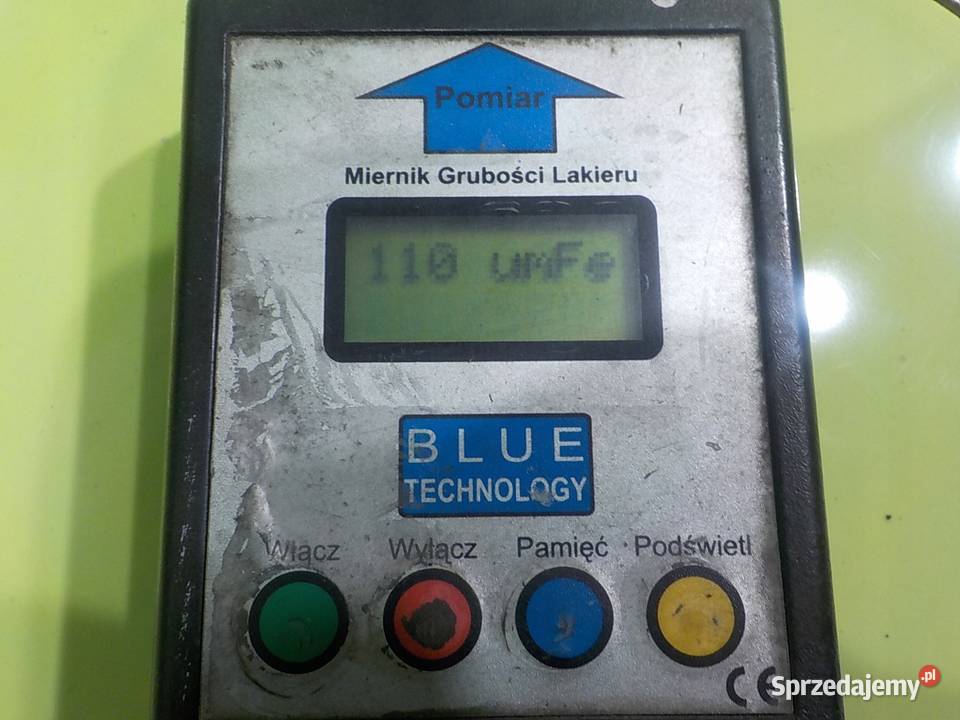 Pomiar
Miernik Grubości Lakieru
110 umFe
BLUE
TECHNOLOGY
Włącz Wyłącz Pamięć Podświetl
CE
Sprzedajemy.pl